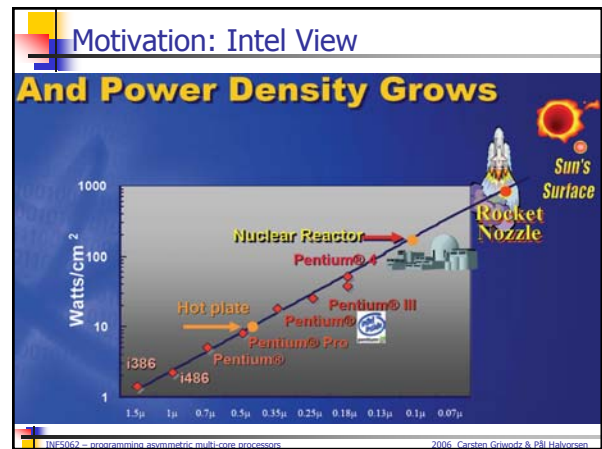 Motivation: Intel View
And Power Density Grows
Sun's
Surface
Rocket
Nozzle
Nuclear Reactor
Pentium® 4
Hot plate
Pentium® III
Pentium®
Pentium® Pro
Pentium®
i386
i486
Watts/cm²
1000
100
10
1
1.5μ 1μ 0.7μ 0.5μ 0.35μ 0.25μ 0.18μ 0.13μ 0.1μ 0.07μ
INF5062 – programming asymmetric multi-core processors
2006 Carsten Griwodz & Pål Halvorsen